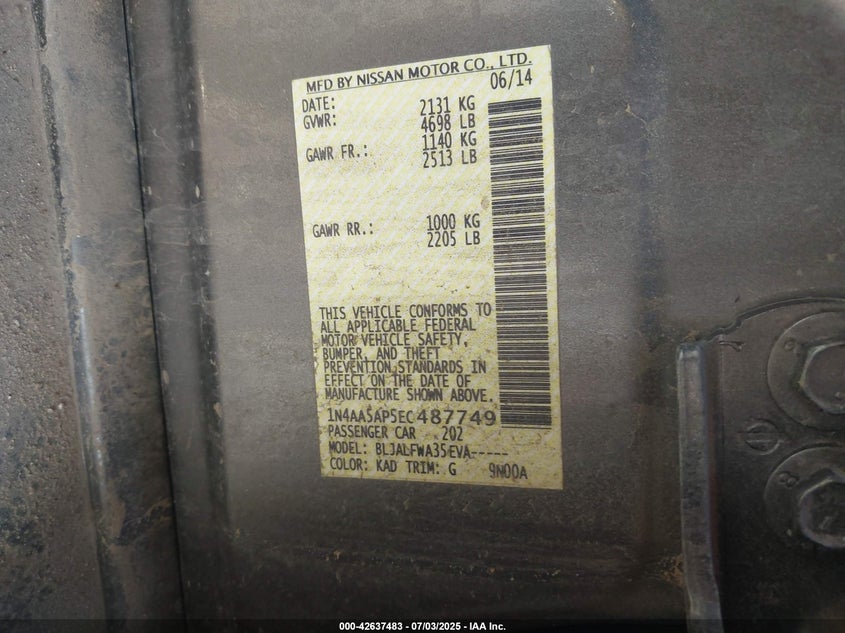 MFD BY NISSAN MOTOR CO., LTD.
DATE: 06/14
GVWR: 2131 KG
4698 LB
GAWR FR.: 1140 KG
2513 LB
GAWR RR.: 1000 KG
2205 LB
THIS VEHICLE CONFORMS TO
ALL APPLICABLE FEDERAL
MOTOR VEHICLE SAFETY,
BUMPER, AND THEFT
PREVENTION STANDARDS IN
EFFECT ON THE DATE OF
MANUFACTURE SHOWN ABOVE.
1N4AA5AP5EC487749
PASSENGER CAR 202
MODEL: BLJALFWA35EVA-----
COLOR: KAD TRIM: G 9N00A
000-42637483 - 07/03/2025 - IAA Inc.